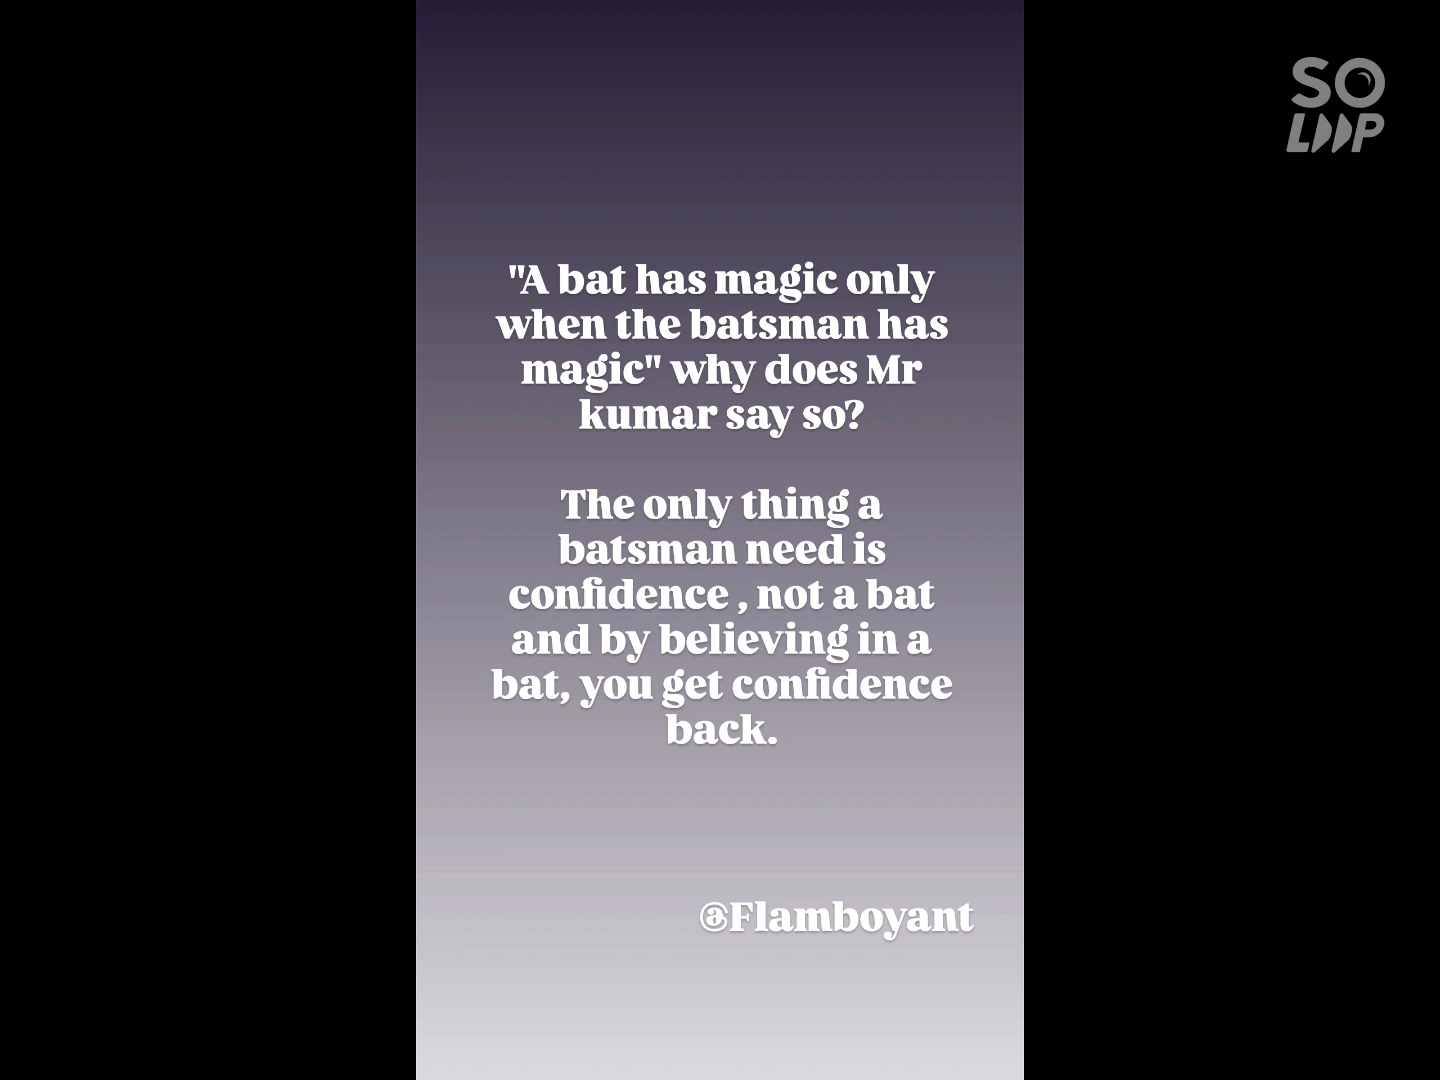 SO
LOOP
"A bat has magic only
when the batsman has
magic" why does Mr
kumar say so?
The only thing a
batsman need is
confidence , not a bat
and by believing in a
bat, you get confidence
back.
@Flamboyant